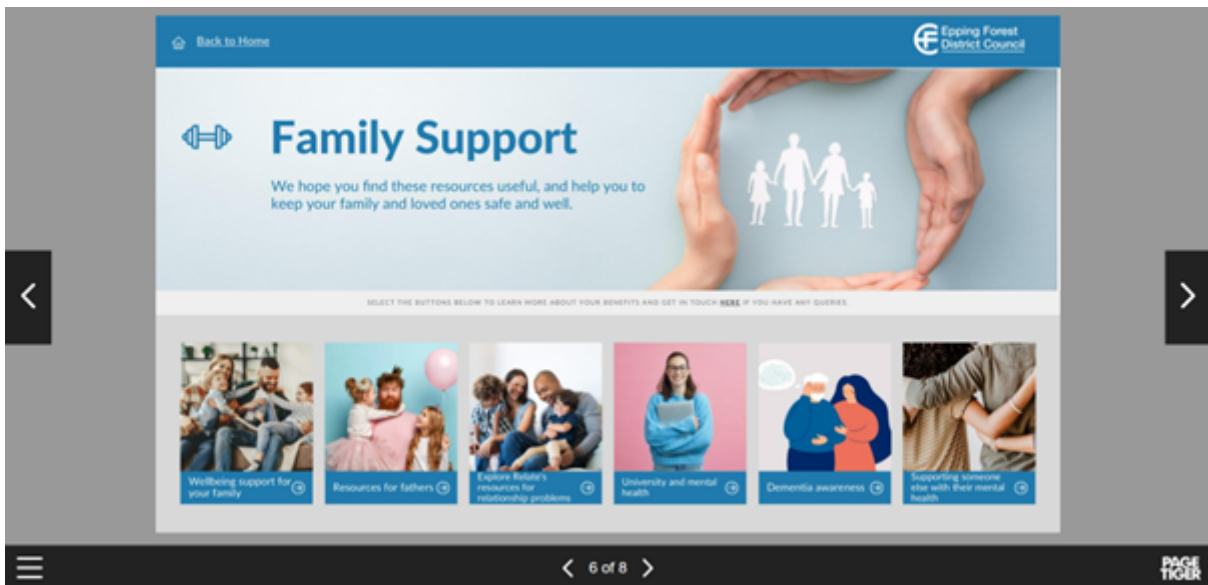 Back to Home
Epping Forest
District Council
Family Support
We hope you find these resources useful, and help you to
keep your family and loved ones safe and well.
SELECT THE BUTTONS BELOW TO LEARN MORE ABOUT YOUR BENEFITS AND GET IN TOUCH HERE IF YOU HAVE ANY QUERIES.
Wellbeing support for
your family
Resources for fathers
Explore Relate's
resources for
relationship problems
University and mental
health
Dementia awareness
Supporting someone
else with their mental
health
6 of 8
PAGE
TIGER